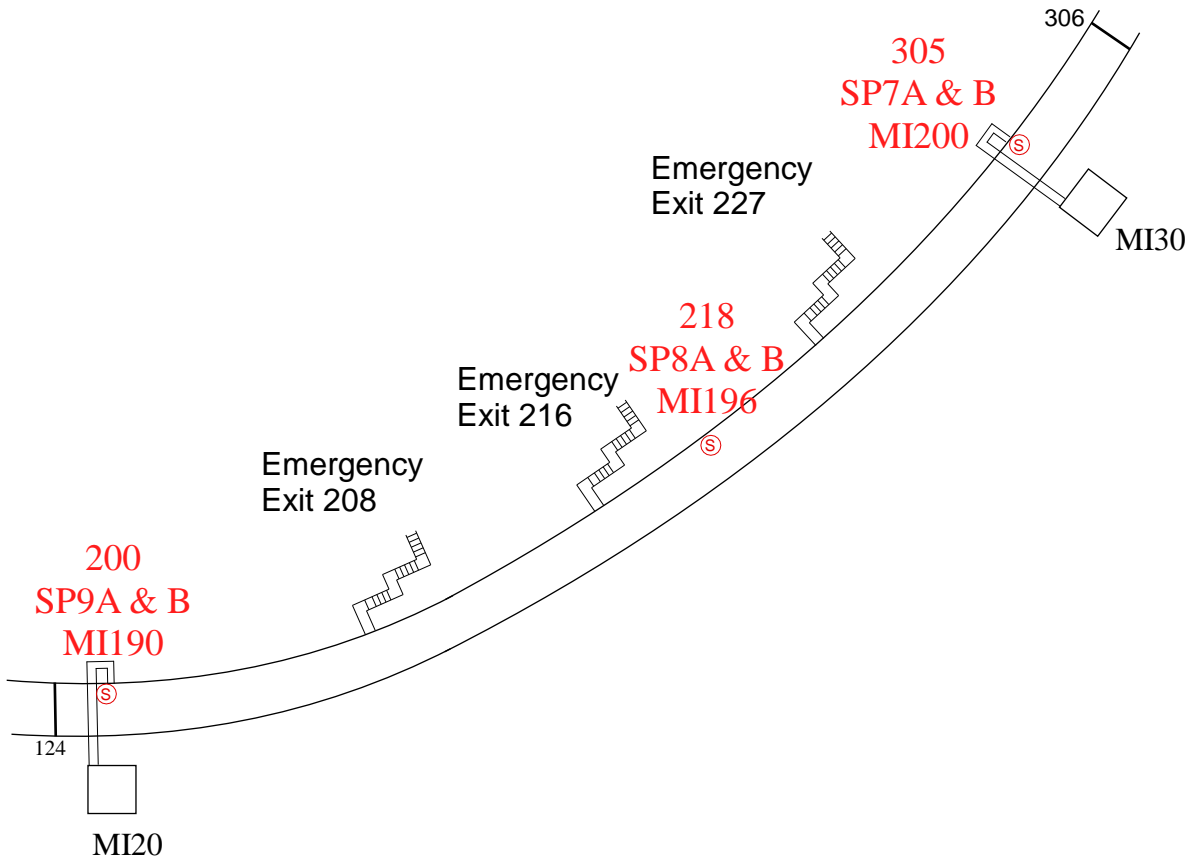 306
305
SP7A & B
MI200
S
Emergency
Exit 227
MI30
218
SP8A & B
MI196
S
Emergency
Exit 216
Emergency
Exit 208
200
SP9A & B
MI190
S
124
MI20